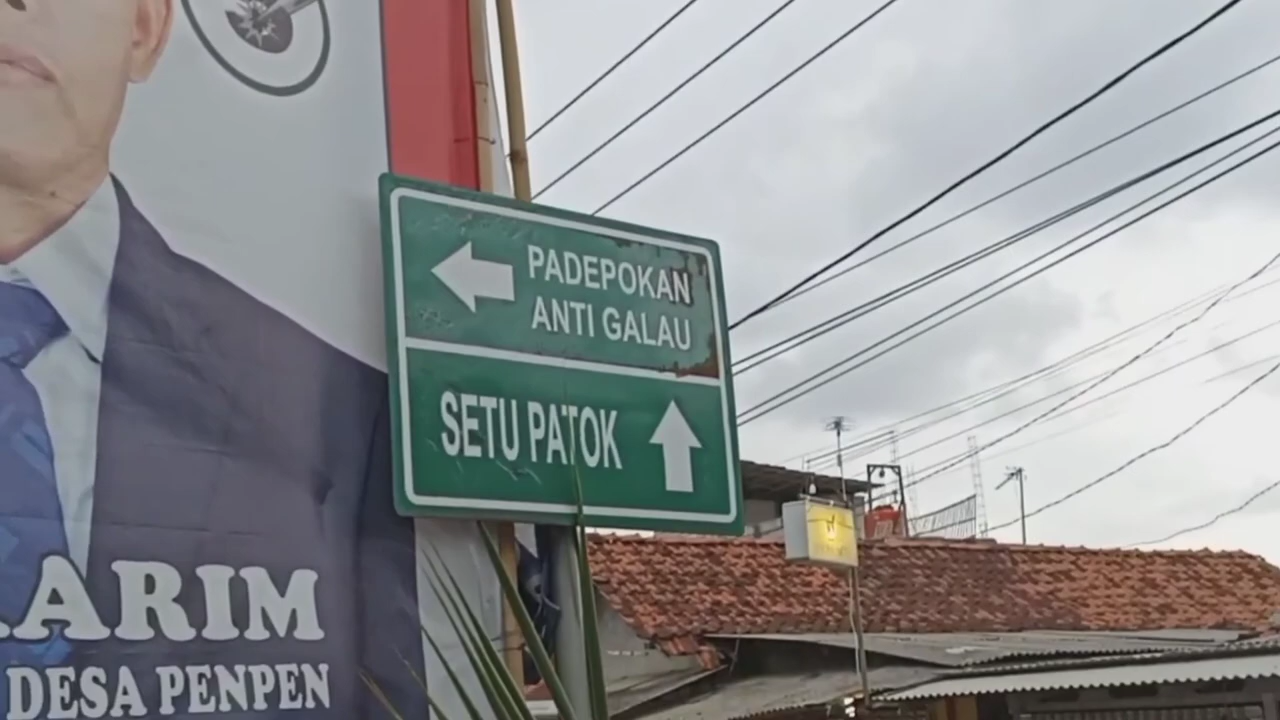 PADEPOKAN
ANTI GALAU
SETU PATOK
ARIM
DESA PENPEN